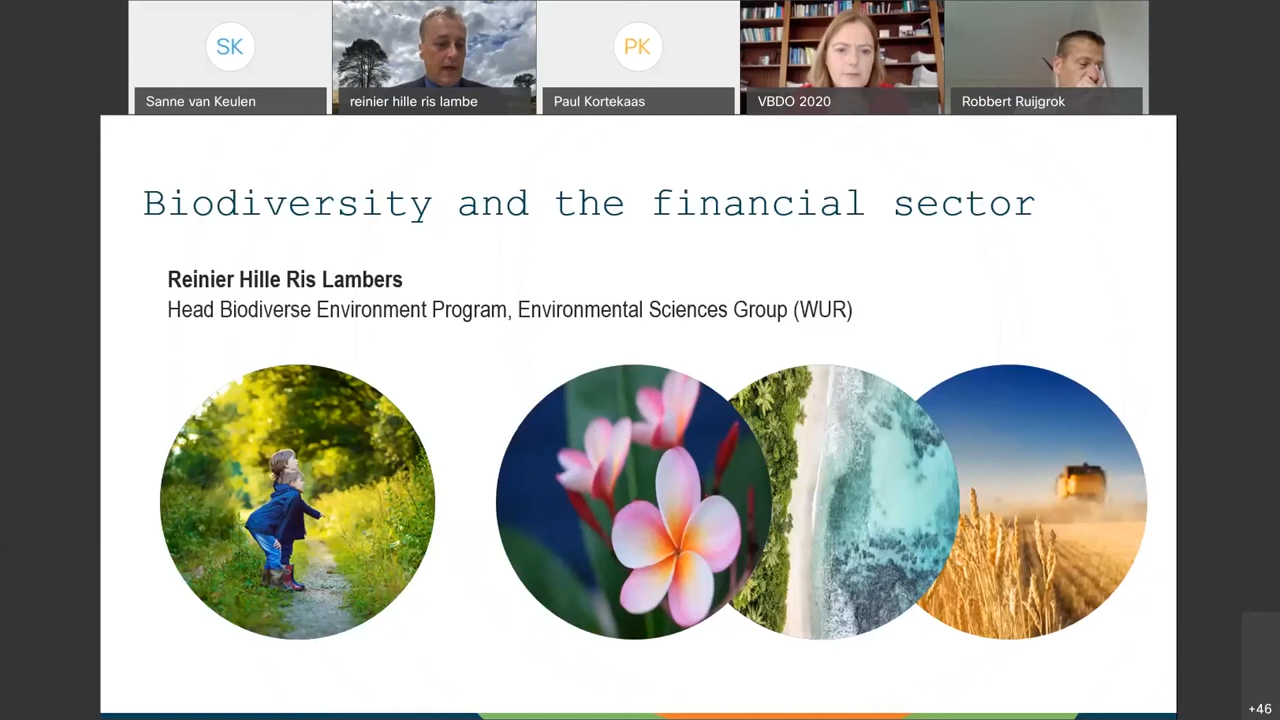 SK
PK
Sanne van Keulen
reinier hille ris lambe
Paul Kortekaas
VBDO 2020
Robbert Ruijgrok
Biodiversity and the financial sector
Reinier Hille Ris Lambers
Head Biodiverse Environment Program, Environmental Sciences Group (WUR)
+46